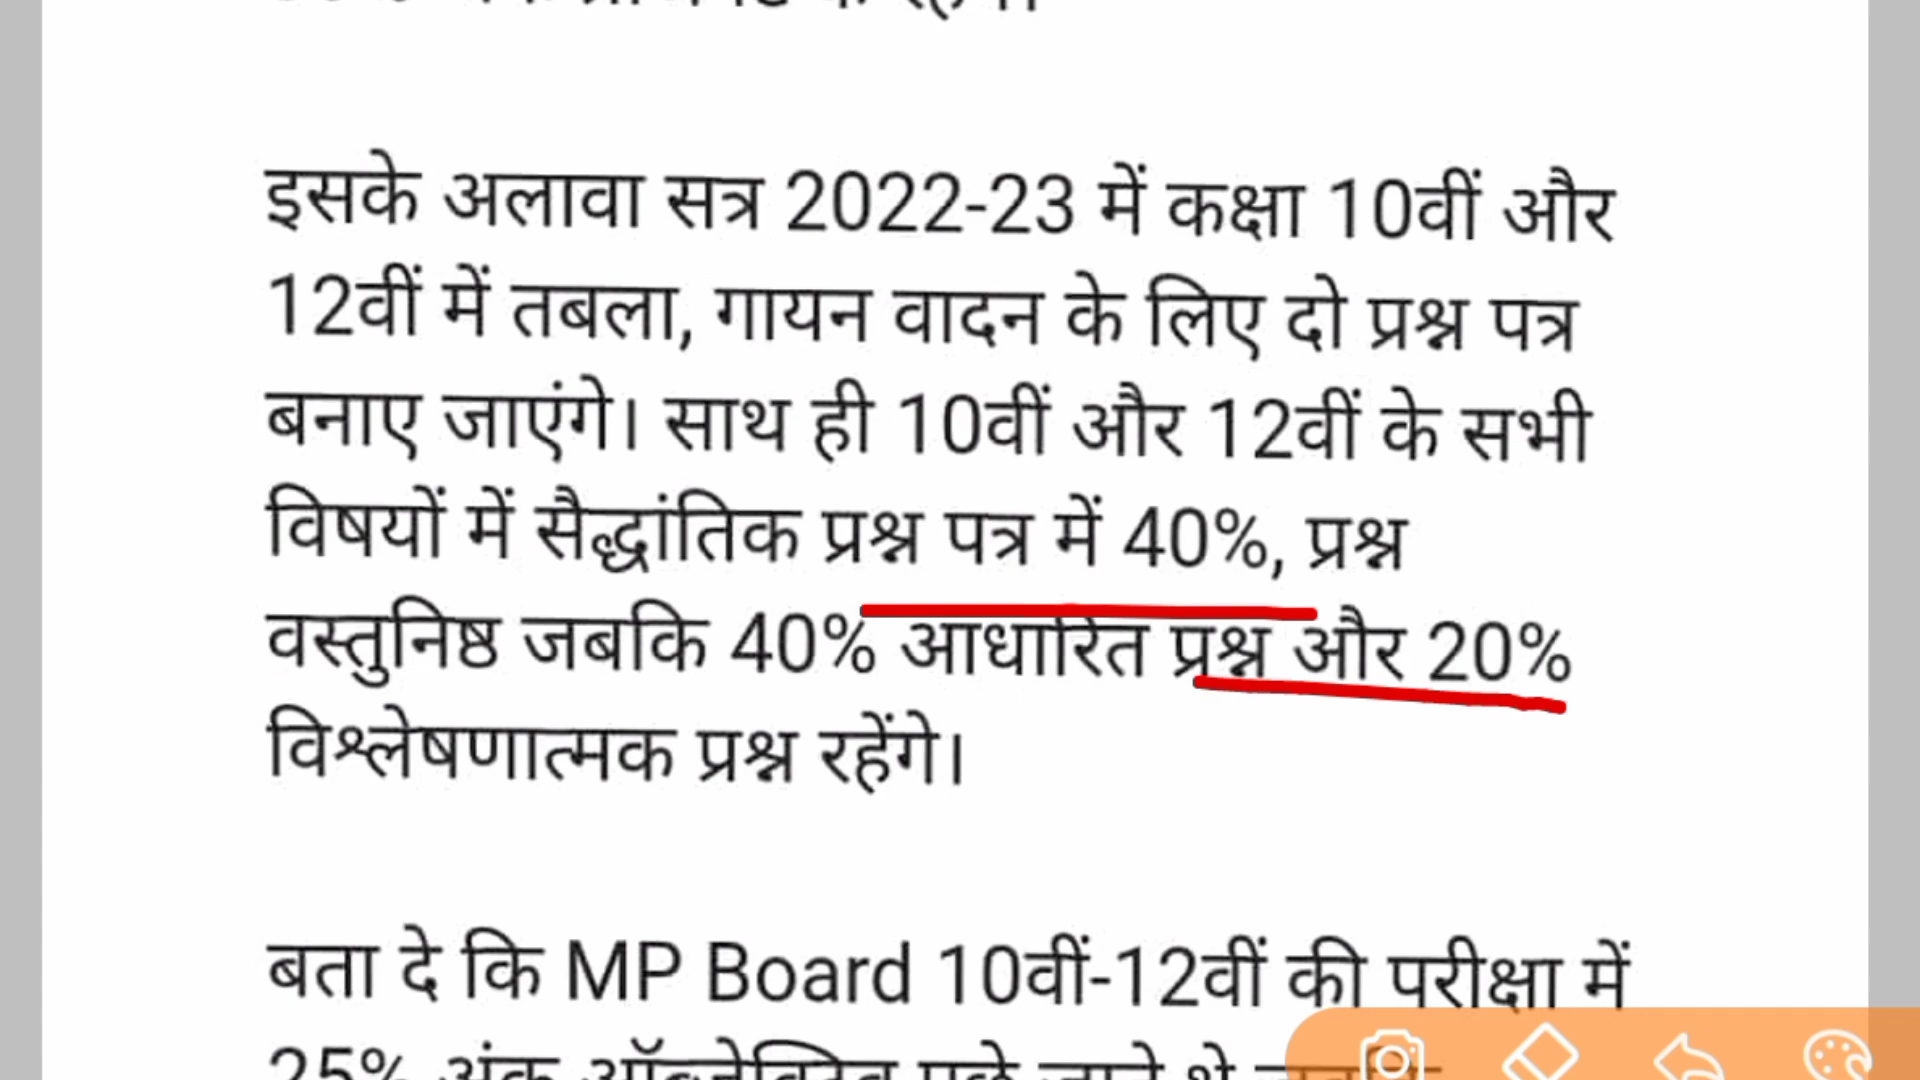 इसके अलावा सत्र 2022-23 में कक्षा 10वीं और
12वीं में तबला, गायन वादन के लिए दो प्रश्न पत्र
बनाए जाएंगे। साथ ही 10वीं और 12वीं के सभी
विषयों में सैद्धांतिक प्रश्न पत्र में 40%, प्रश्न
वस्तुनिष्ठ जबकि 40% आधारित प्रश्न और 20%
विश्लेषणात्मक प्रश्न रहेंगे।
बता दे कि MP Board 10वीं-12वीं की परीक्षा में
25% अंक